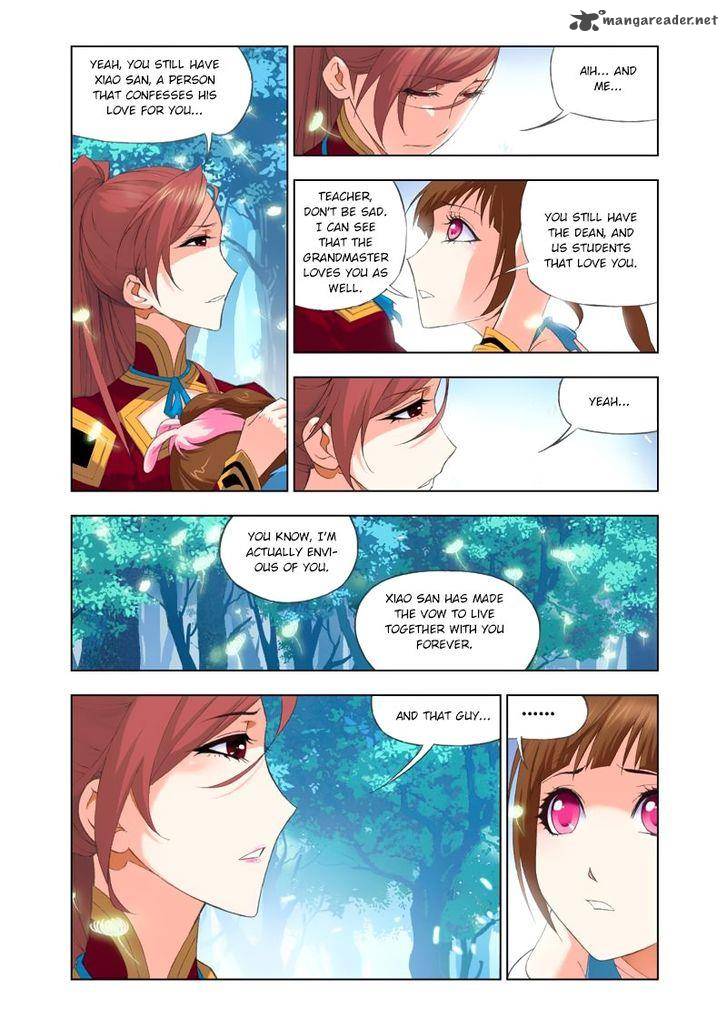 mangareader.net
YEAH, YOU STILL HAVE
XIAO SAN, A PERSON
THAT CONFESSES HIS
LOVE FOR YOU...
AIH... AND
ME...
TEACHER,
DON'T BE SAD.
I CAN SEE
THAT THE
GRANDMASTER
LOVES YOU AS
WELL.
YOU STILL HAVE
THE DEAN, AND
US STUDENTS
THAT LOVE YOU.
YEAH...
YOU KNOW, I'M
ACTUALLY ENVI-
OUS OF YOU.
XIAO SAN HAS MADE
THE VOW TO LIVE
TOGETHER WITH YOU
FOREVER.
AND THAT GUY...
......